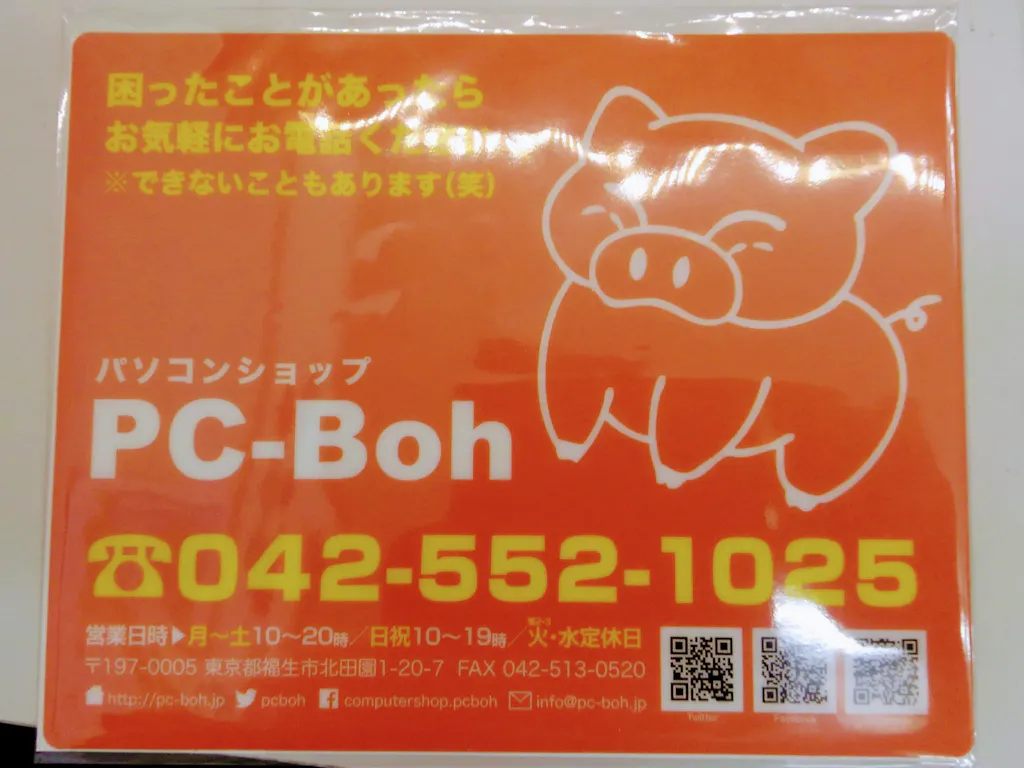 困ったことがあったら
お気軽にお電話ください
※できないこともあります(笑)
パソコンショップ
PC-Boh
☎042-552-1025
営業日時▶月〜土10〜20時／日祝10〜19時／火・水定休日
〒197-0005 東京都福生市北田園1-20-7 FAX 042-513-0520
http://pc-boh.jp pcboh computershop.pcboh info@pc-boh.jp
Twitter Facebook